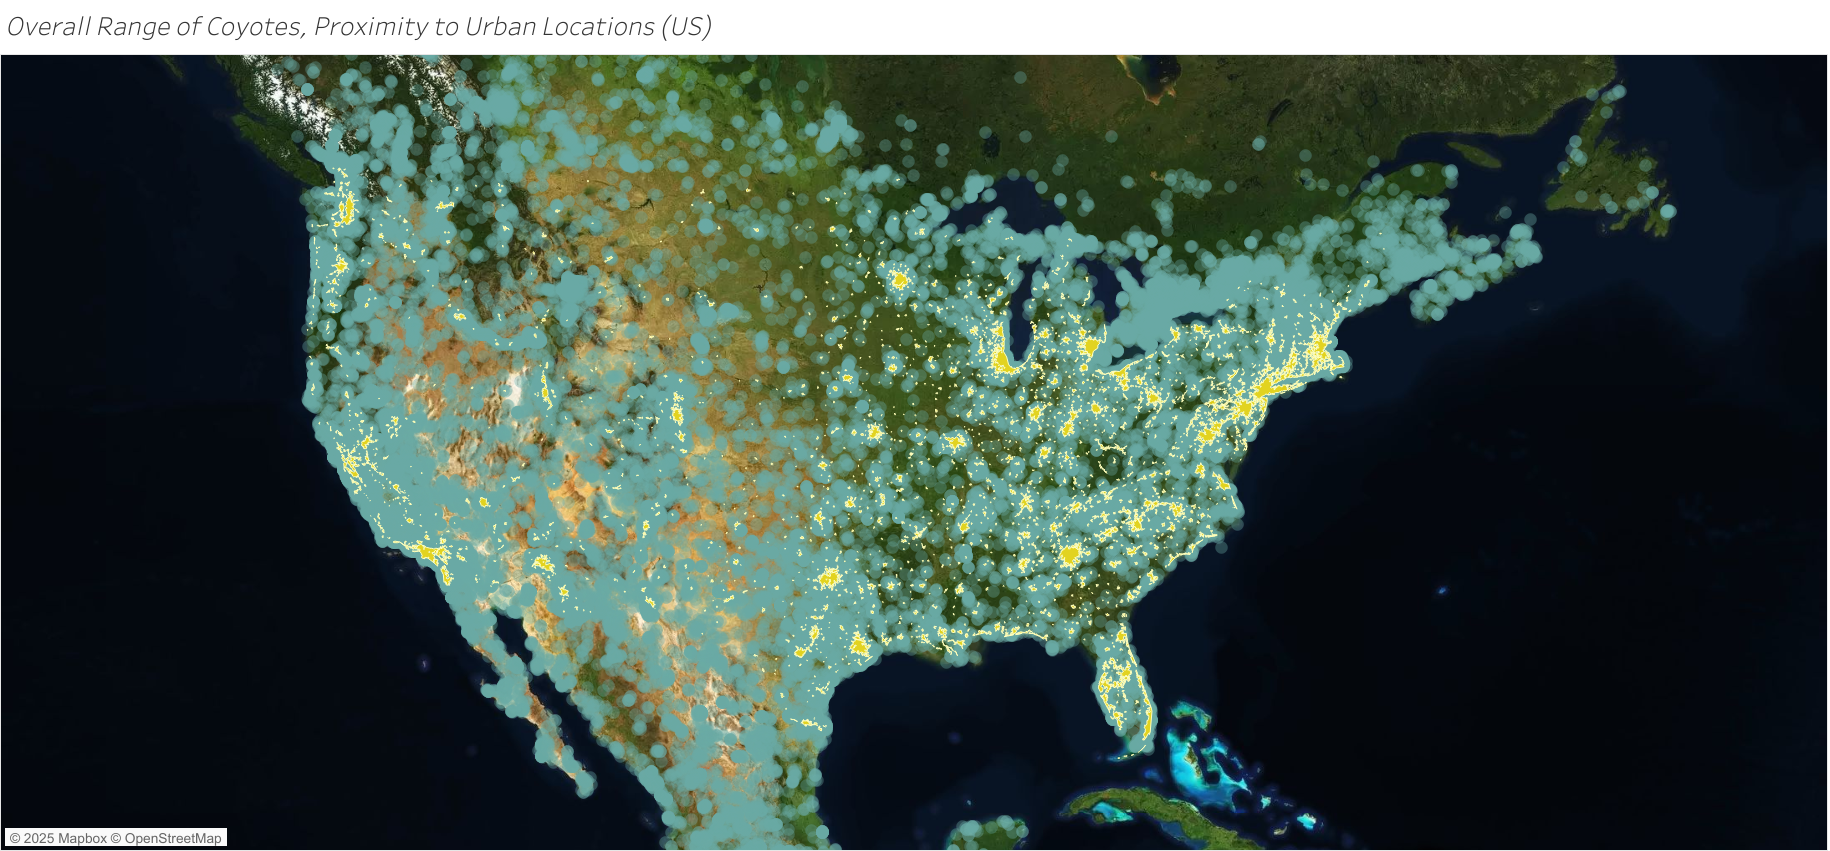 Overall Range of Coyotes, Proximity to Urban Locations (US)
© 2025 Mapbox © OpenStreetMap